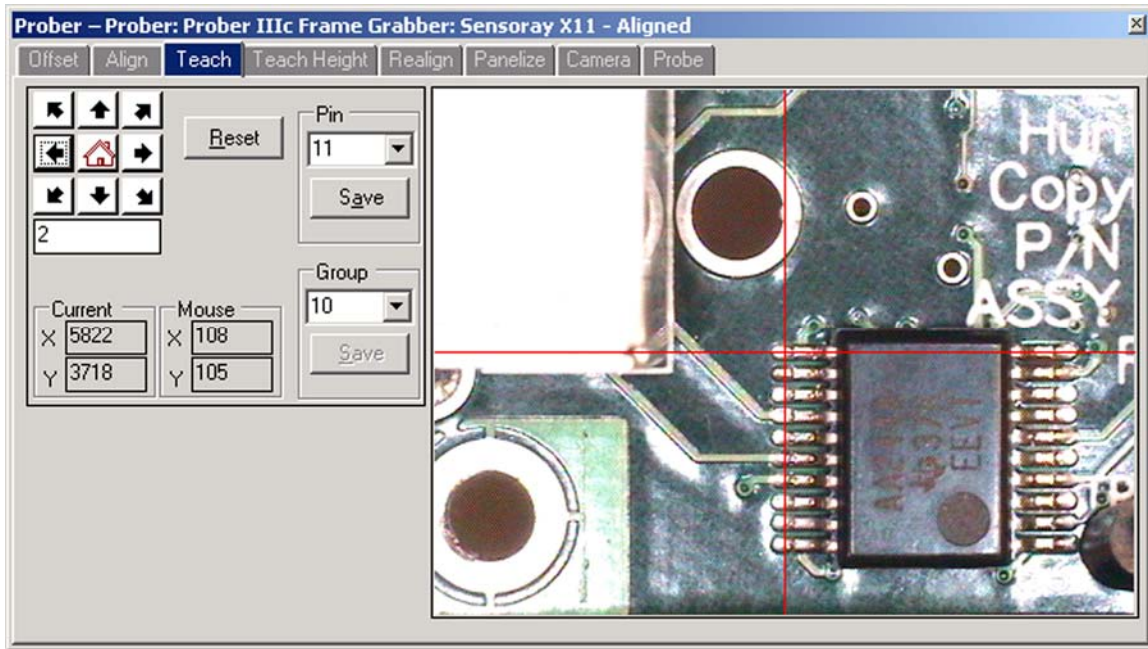 Prober – Prober: Prober IIIc Frame Grabber: Sensoray X11 - Aligned
Offset Align Teach Teach Height Realign Panelize Camera Probe
Reset
Pin
11
Save
2
Group
10
Save
Current
X 5822
Y 3718
Mouse
X 108
Y 105
Hun
Copy
P/N
ASSY
EEVT